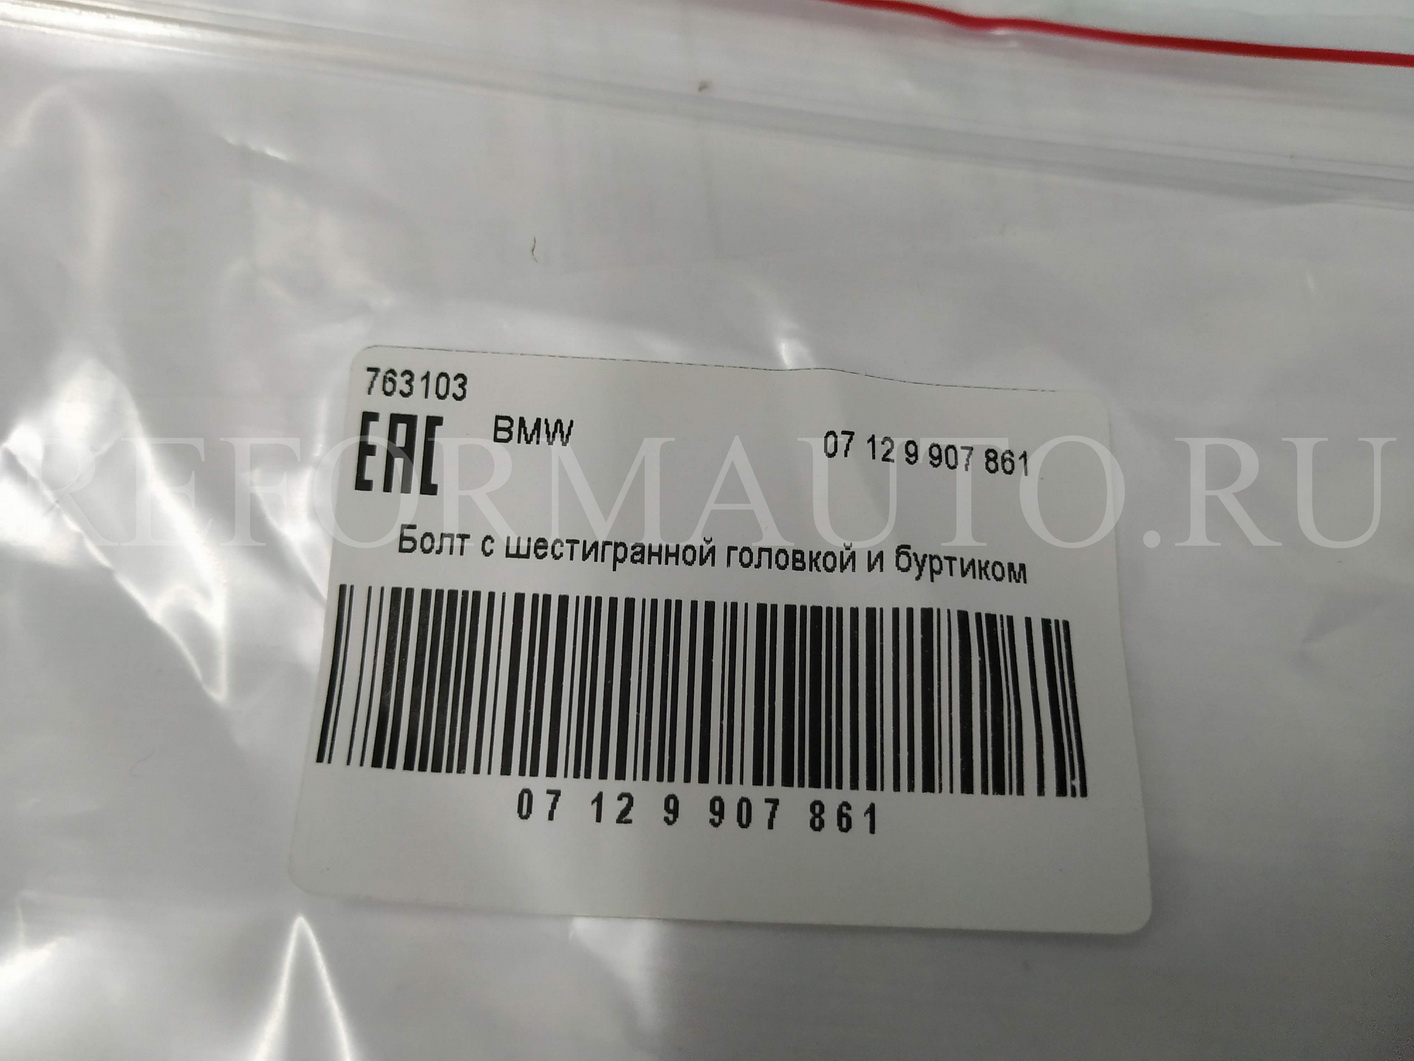 763103
EAC BMW 07 12 9 907 861
REFORMAUTO.RU
Болт с шестигранной головкой и буртиком
07 12 9 907 861